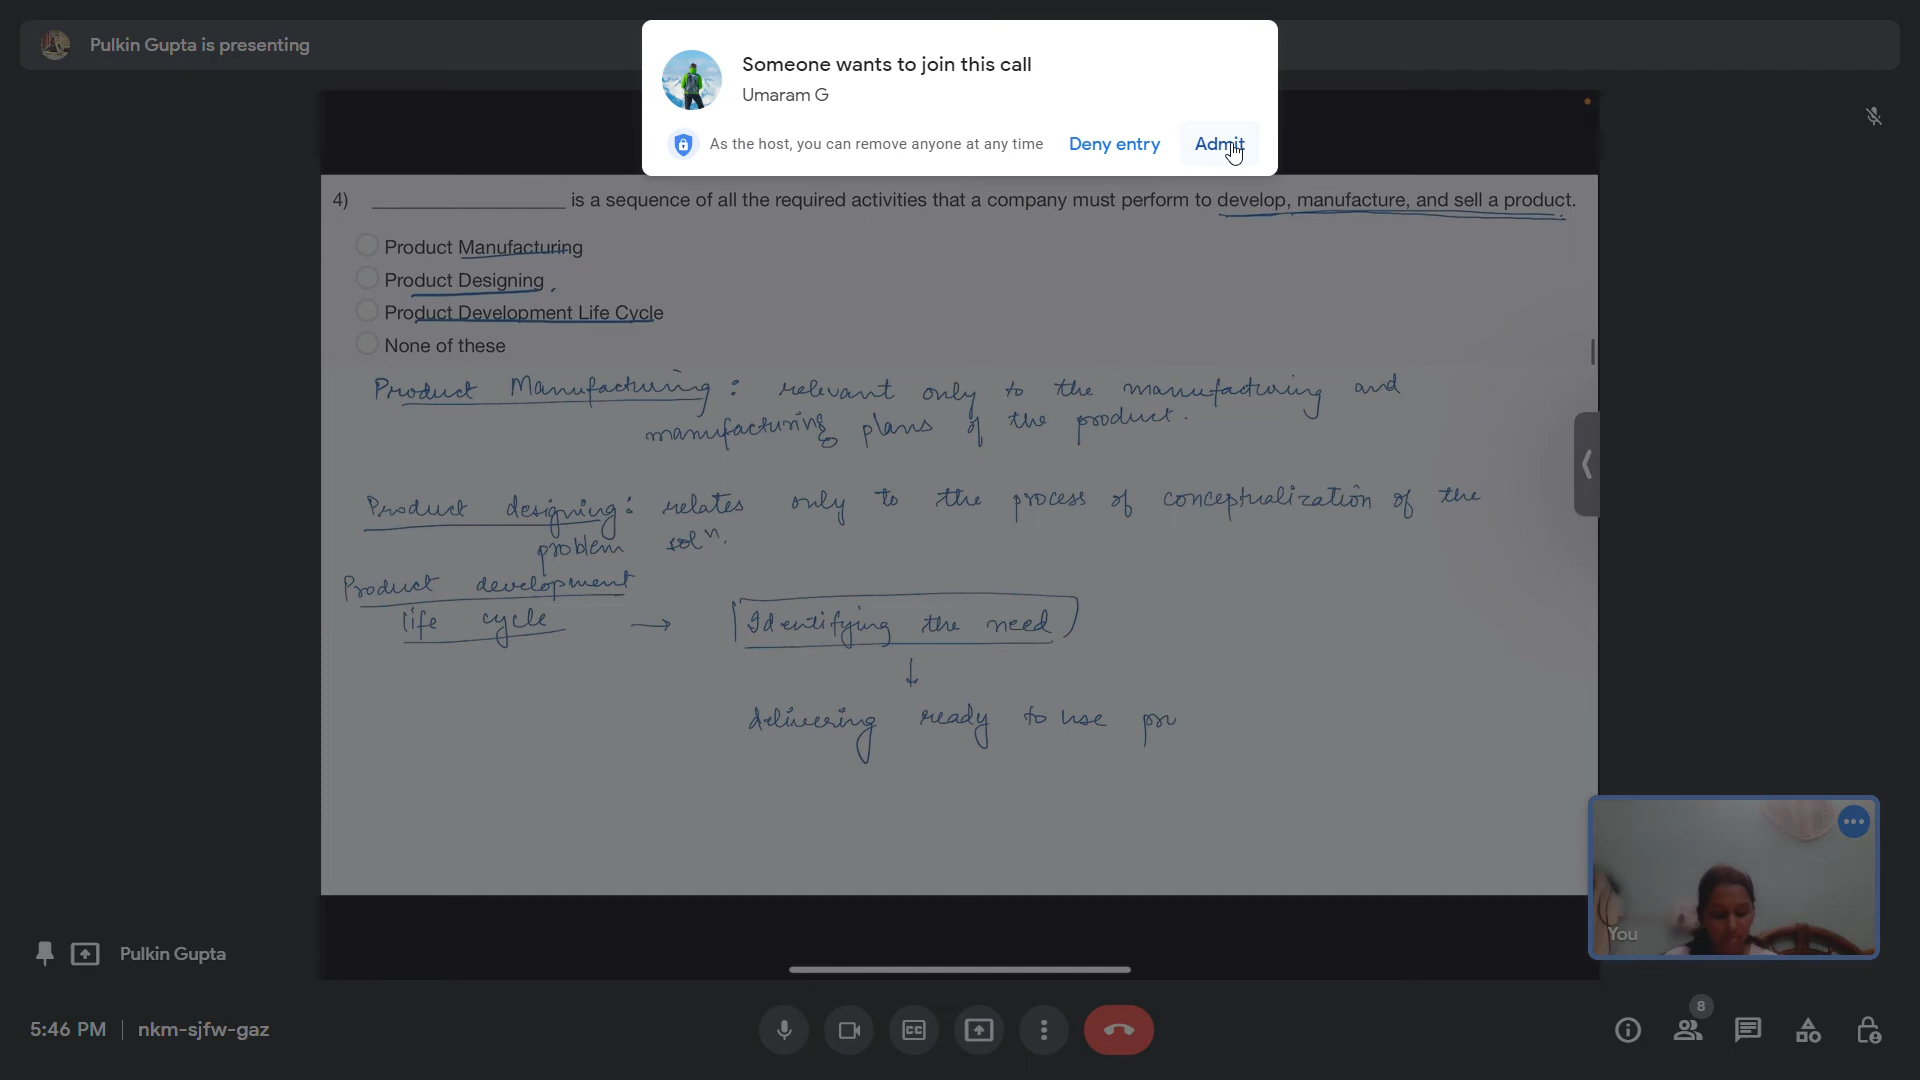 Pulkin Gupta is presenting
Someone wants to join this call
Umaram G
As the host, you can remove anyone at any time
Deny entry
Admit
4) ___________________ is a sequence of all the required activities that a company must perform to develop, manufacture, and sell a product.
Product Manufacturing
Product Designing
Product Development Life Cycle
None of these
Product Manufacturing : relevant only to the manufacturing and
manufacturing plans of the product.
Product designing : relates only to the process of conceptualization of the
problem solⁿ.
Product development
life cycle → Identifying the need
↓
delivering ready to use pro
You
Pulkin Gupta
5:46 PM | nkm-sjfw-gaz
CC
8